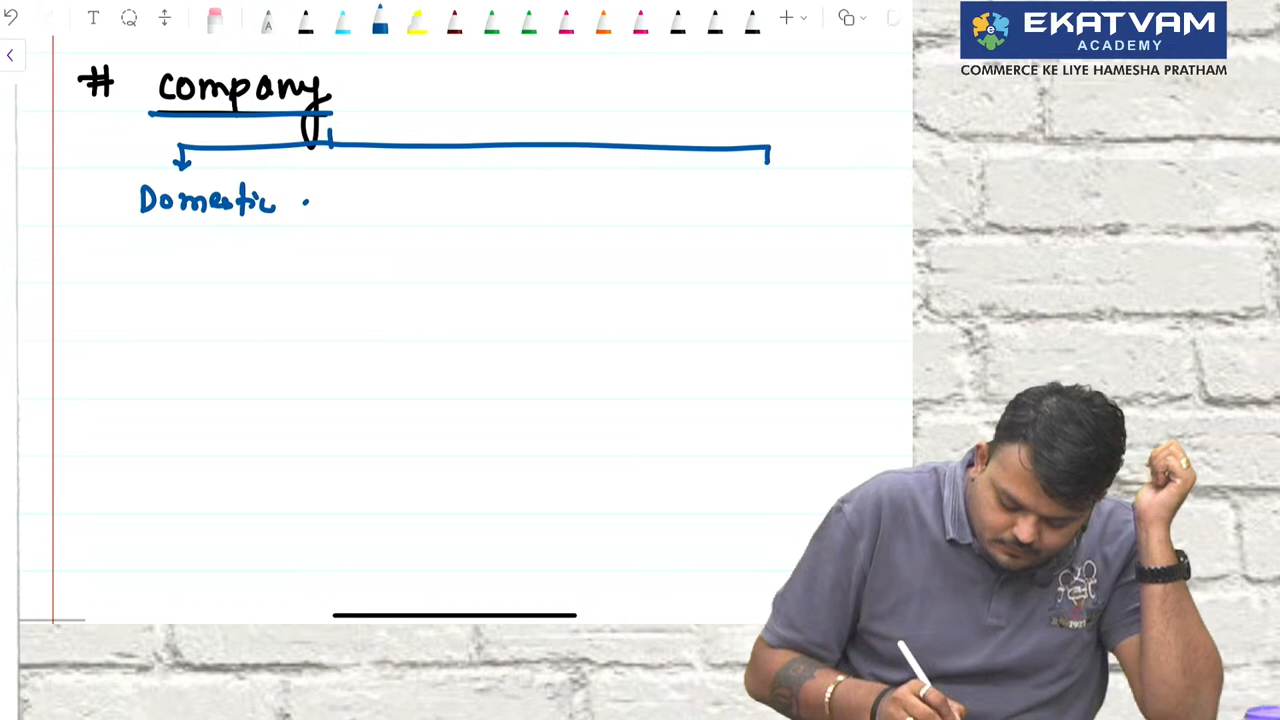 EKATVAM
ACADEMY
COMMERCE KE LIYE HAMESHA PRATHAM
# company
Domestic